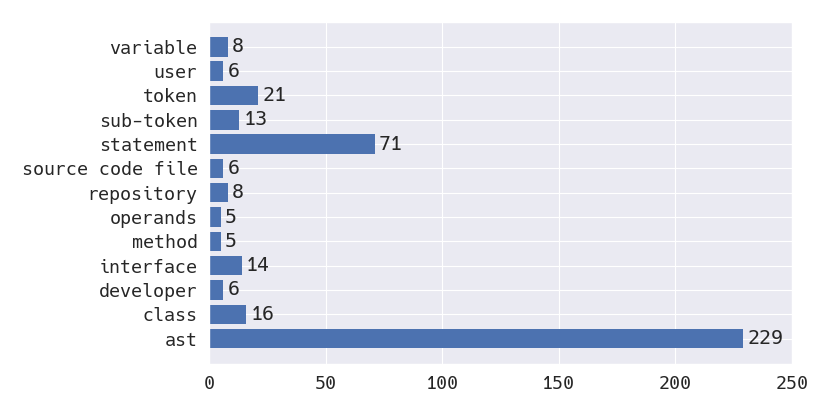 variable 8
user 6
token 21
sub-token 13
statement 71
source code file 6
repository 8
operands 5
method 5
interface 14
developer 6
class 16
ast 229
0 50 100 150 200 250